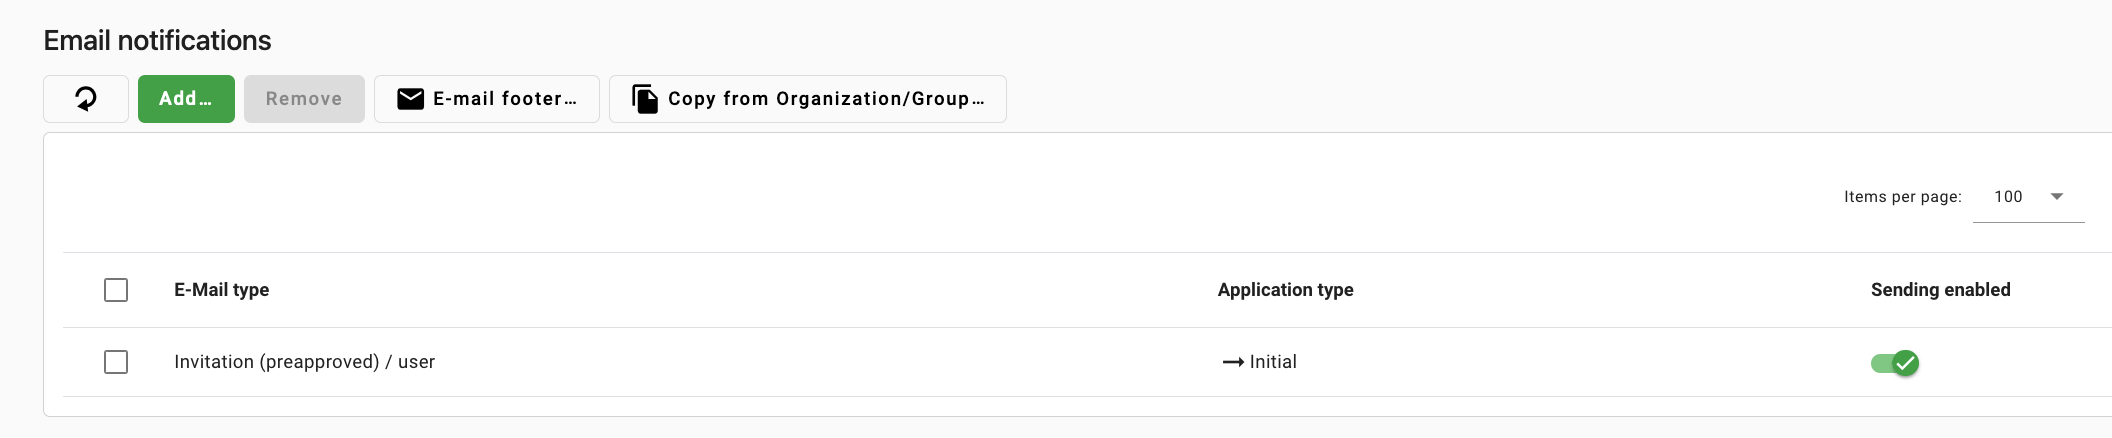 Email notifications
Add… Remove E-mail footer… Copy from Organization/Group…
Items per page: 100
E-Mail type Application type Sending enabled
Invitation (preapproved) / user Initial